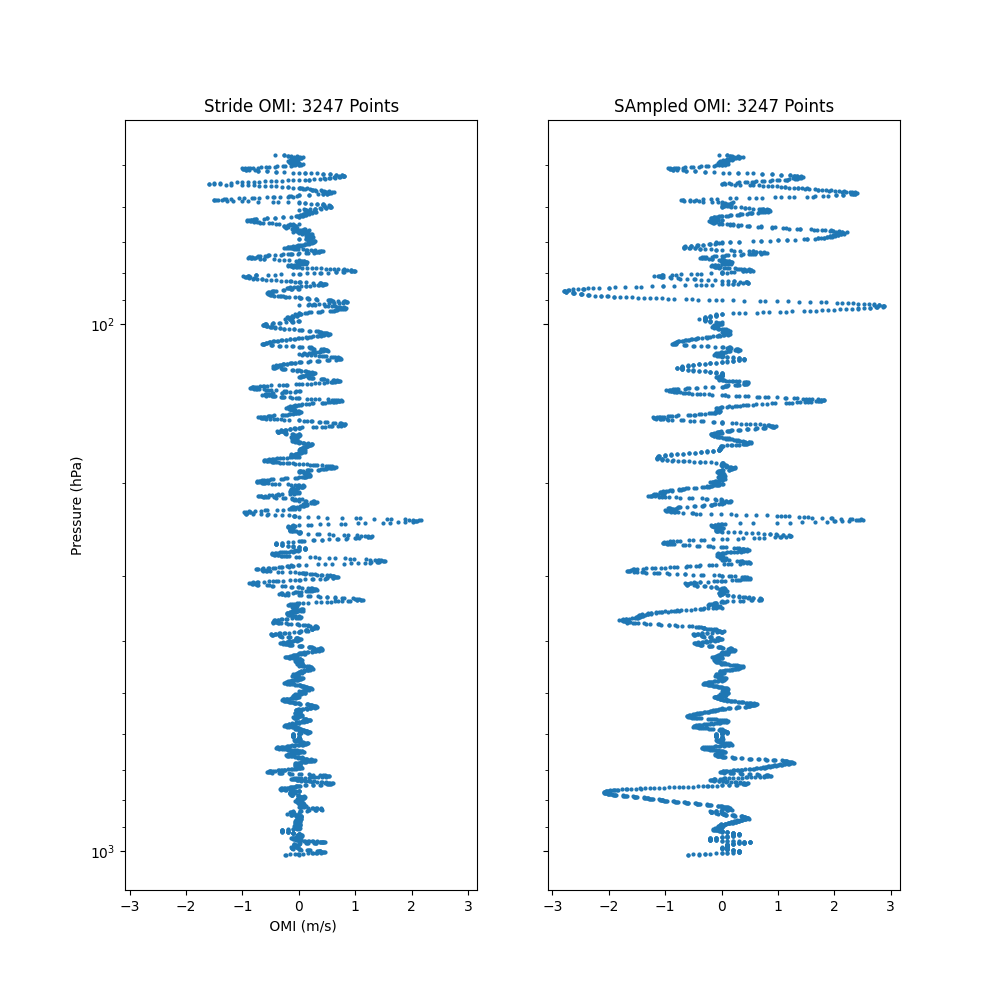 Stride OMI: 3247 Points
SAmpled OMI: 3247 Points
Pressure (hPa)
10²
10³
−3 −2 −1 0 1 2 3
−3 −2 −1 0 1 2 3
OMI (m/s)